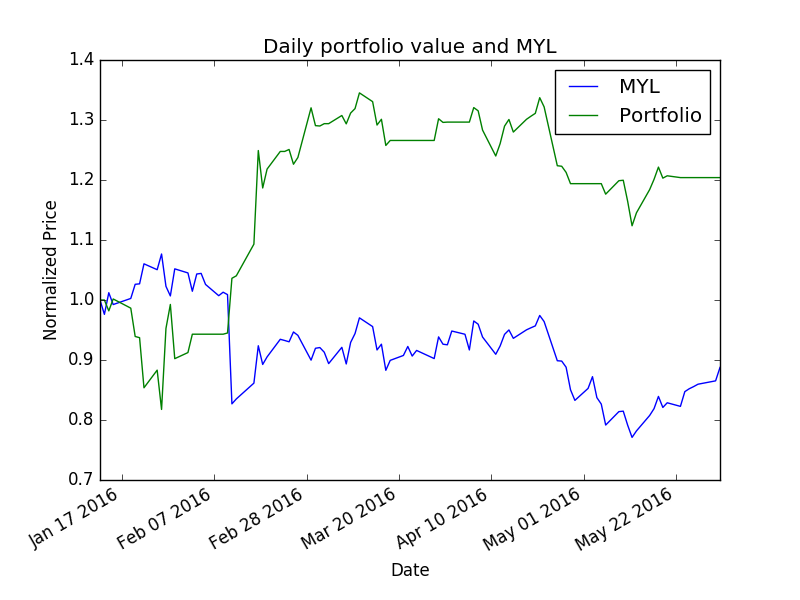 Daily portfolio value and MYL
MYL
Portfolio
1.4
1.3
1.2
1.1
1.0
0.9
0.8
0.7
Normalized Price
Jan 17 2016
Feb 07 2016
Feb 28 2016
Mar 20 2016
Apr 10 2016
May 01 2016
May 22 2016
Date